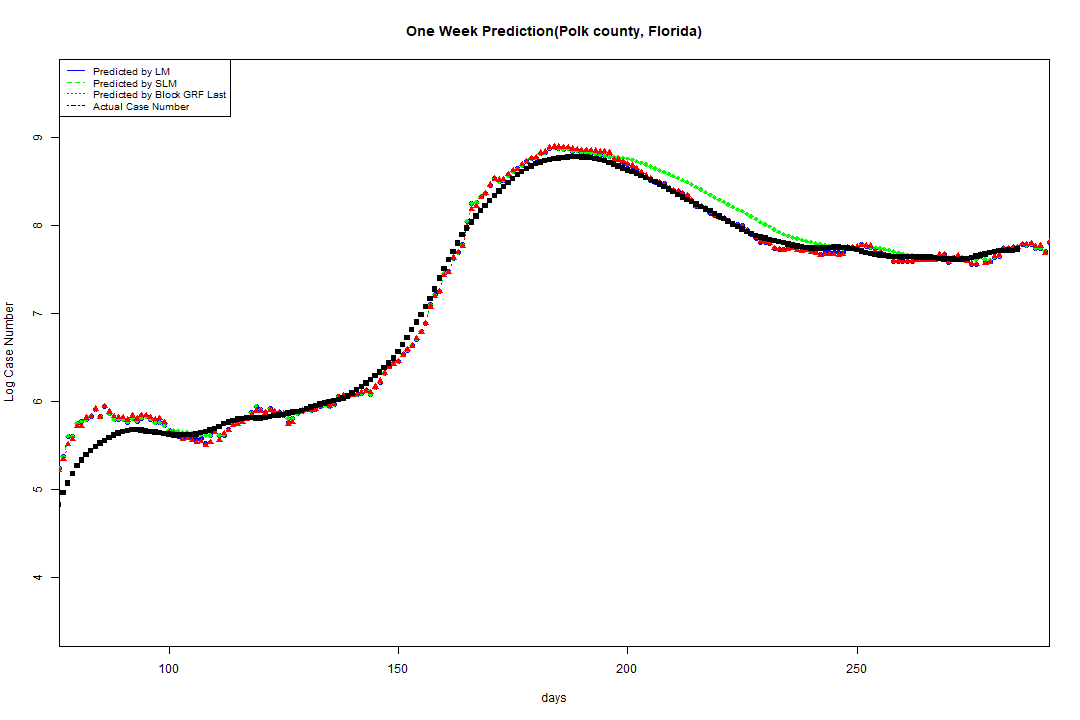 One Week Prediction(Polk county, Florida)
Predicted by LM
Predicted by SLM
Predicted by Block GRF Last
Actual Case Number
9
8
7
6
5
4
Log Case Number
100 150 200 250
days